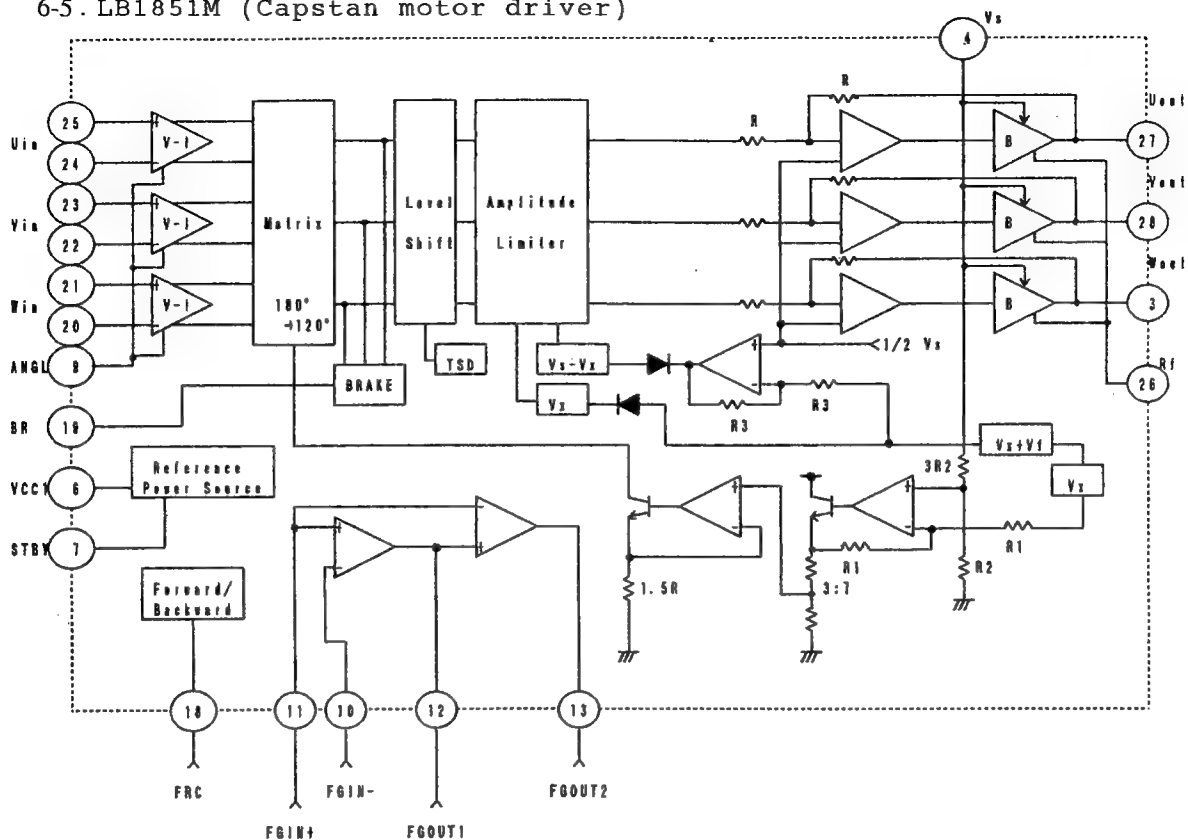 6-5. LB1851M (Capstan motor driver)
Vs
4
R
Uout
25
R
Uin
V-I
B
27
24
Matrix
Level
Shift
Amplitude
Limiter
Vout
23
Vin
V-I
B
28
22
Wout
21
Win
V-I
180°
→120°
B
3
20
1/2 Vs
ANGL
9
TSD
Vs-Vx
Rf
26
BRAKE
Vx
R3
R3
BR
19
Vx+Vf
Reference
Power Source
3R2
Vx
VCC1
6
STBY
7
R1
R1
R2
Forward/
Backward
1.5R
3:7
18
11
10
12
13
FRC
FGIN-
FGOUT2
FGIN+
FGOUT1